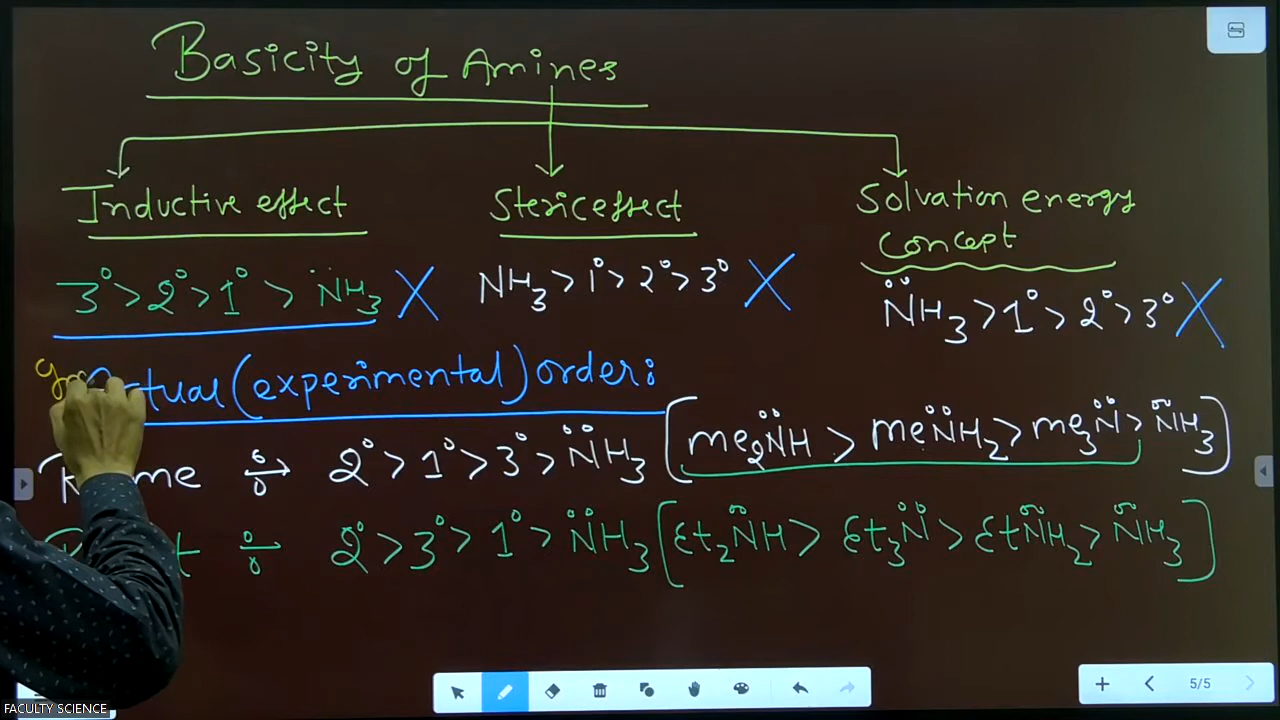 Basicity of Amines
Inductive effect
Steric effect
Solvation energy
concept
3° > 2° > 1° > N̈H₃ X
NH₃ > 1° > 2° > 3° X
N̈H₃ > 1° > 2° > 3° X
(experimental) order:
me 2° > 1° > 3° > N̈H₃ [me₂N̈H > meN̈H₂ > me₃N̈ > N̈H₃]
2° > 3° > 1° > N̈H₃ [Et₂N̈H > Et₃N̈ > EtN̈H₂ > N̈H₃]
5/5
FACULTY SCIENCE